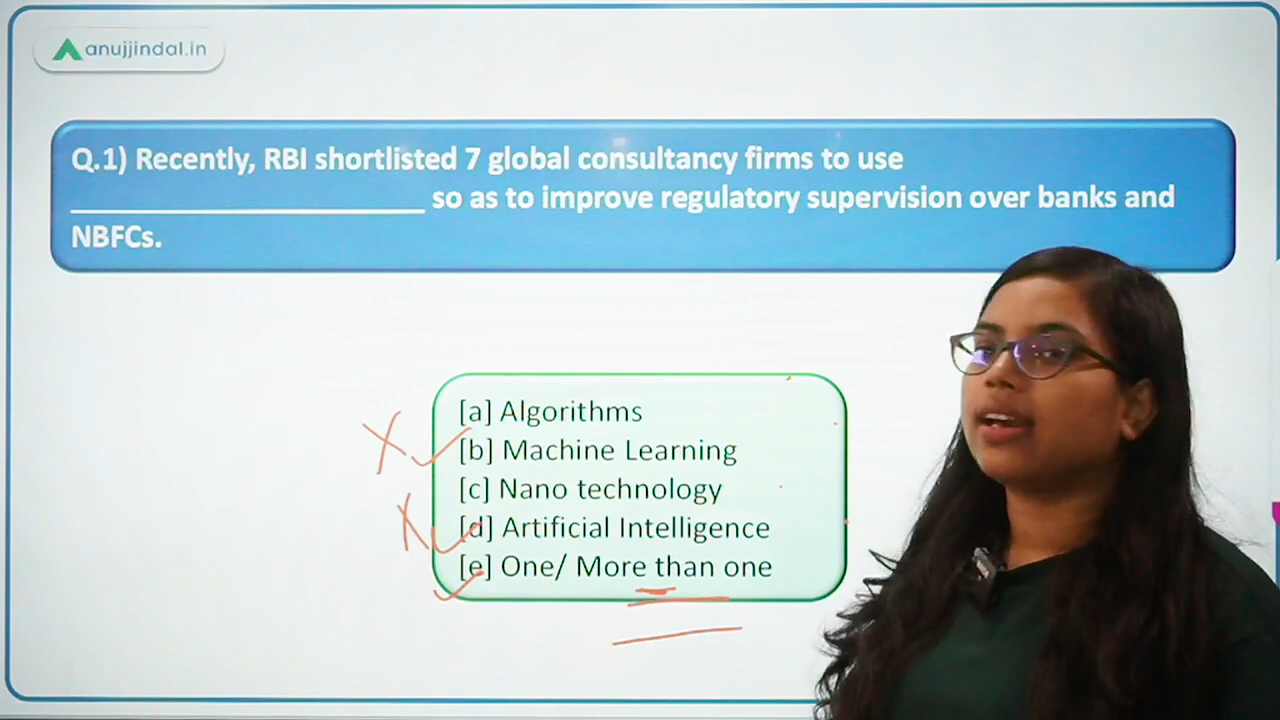 anujjindal.in
Q.1) Recently, RBI shortlisted 7 global consultancy firms to use
______________________ so as to improve regulatory supervision over banks and
NBFCs.
[a] Algorithms
[b] Machine Learning
[c] Nano technology
[d] Artificial Intelligence
[e] One/ More than one